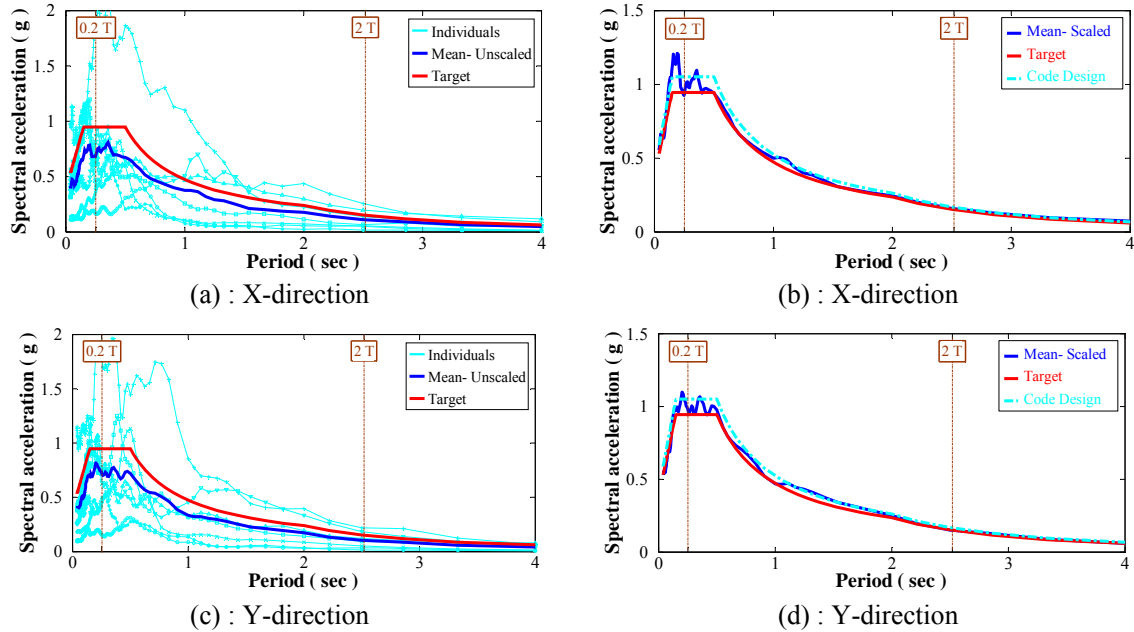 Spectral acceleration ( g )
2
1.5
1
0.5
0
0.2 T
2 T
Individuals
Mean- Unscaled
Target
0
1
2
3
4
Period ( sec )
(a) : X-direction
Spectral acceleration ( g )
1.5
1
0.5
0
0.2 T
2 T
Mean- Scaled
Target
Code Design
0
1
2
3
4
Period ( sec )
(b) : X-direction
Spectral acceleration ( g )
2
1.5
1
0.5
0
0.2 T
2 T
Individuals
Mean- Unscaled
Target
0
1
2
3
4
Period ( sec )
(c) : Y-direction
Spectral acceleration ( g )
1.5
1
0.5
0
0.2 T
2 T
Mean- Scaled
Target
Code Design
0
1
2
3
4
Period ( sec )
(d) : Y-direction